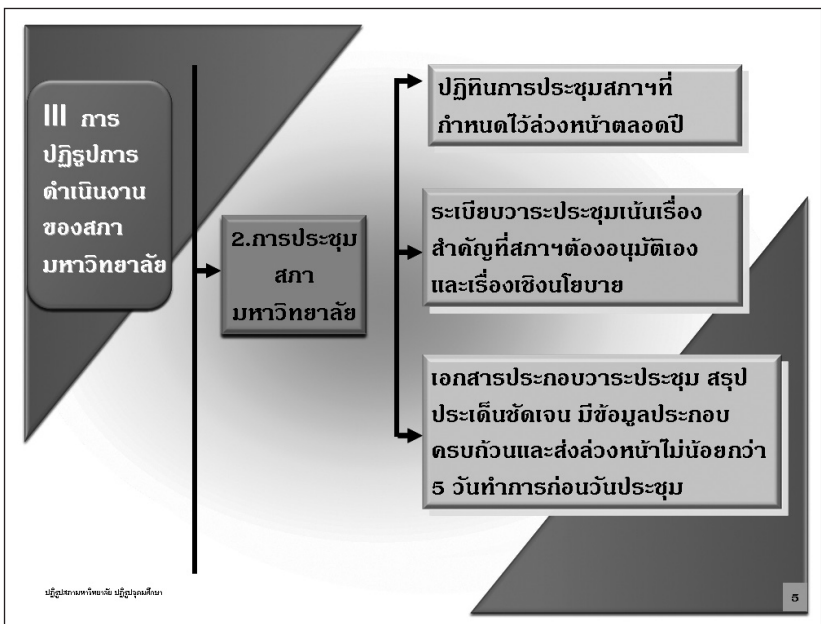 III การ
ปฏิรูปการ
ดำเนินงาน
ของสภา
มหาวิทยาลัย
2.การประชุม
สภา
มหาวิทยาลัย
ปฏิทินการประชุมสภาฯที่
กำหนดไว้ล่วงหน้าตลอดปี
ระเบียบวาระประชุมเน้นเรื่อง
สำคัญที่สภาฯต้องอนุมัติเอง
และเรื่องเชิงนโยบาย
เอกสารประกอบวาระประชุม สรุป
ประเด็นชัดเจน มีข้อมูลประกอบ
ครบถ้วนและส่งล่วงหน้าไม่น้อยกว่า
5 วันทำการก่อนวันประชุม
ปฏิรูปสภามหาวิทยาลัย ปฏิรูปอุดมศึกษา
5